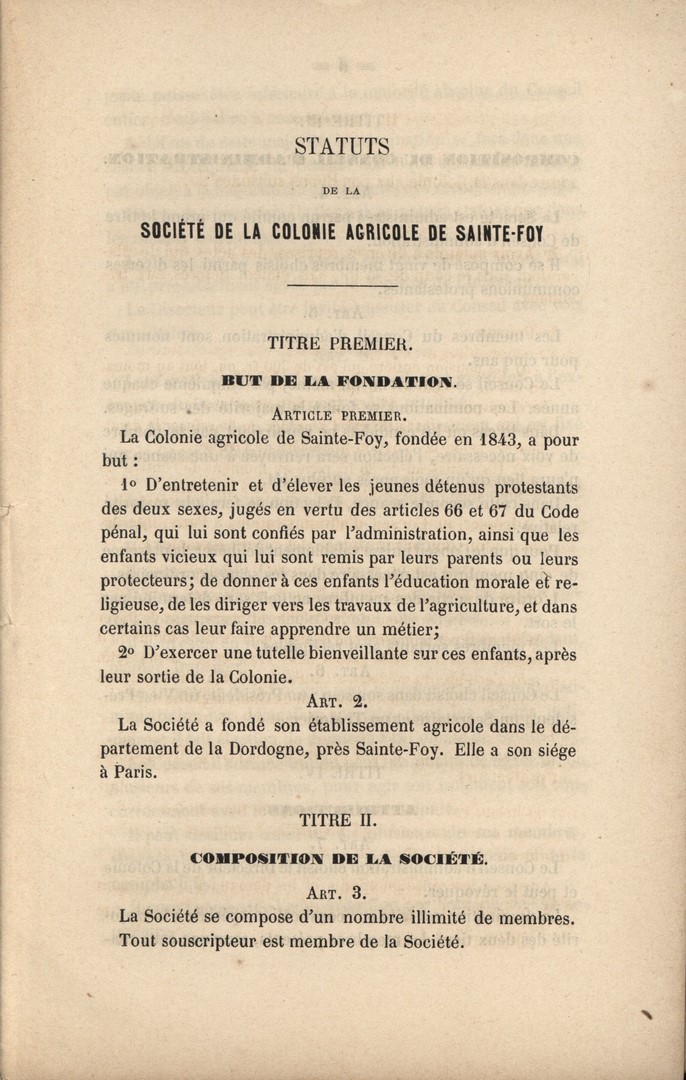 STATUTS
DE LA
SOCIÉTÉ DE LA COLONIE AGRICOLE DE SAINTE-FOY
TITRE PREMIER.
BUT DE LA FONDATION.
ARTICLE PREMIER.
La Colonie agricole de Sainte-Foy, fondée en 1843, a pour
but :
1o D'entretenir et d'élever les jeunes détenus protestants
des deux sexes, jugés en vertu des articles 66 et 67 du Code
pénal, qui lui sont confiés par l'administration, ainsi que les
enfants vicieux qui lui sont remis par leurs parents ou leurs
protecteurs; de donner à ces enfants l'éducation morale et re-
ligieuse, de les diriger vers les travaux de l'agriculture, et dans
certains cas leur faire apprendre un métier;
2o D'exercer une tutelle bienveillante sur ces enfants, après
leur sortie de la Colonie.
ART. 2.
La Société a fondé son établissement agricole dans le dé-
partement de la Dordogne, près Sainte-Foy. Elle a son siége
à Paris.
TITRE II.
COMPOSITION DE LA SOCIÉTÉ.
ART. 3.
La Société se compose d'un nombre illimité de membres.
Tout souscripteur est membre de la Société.